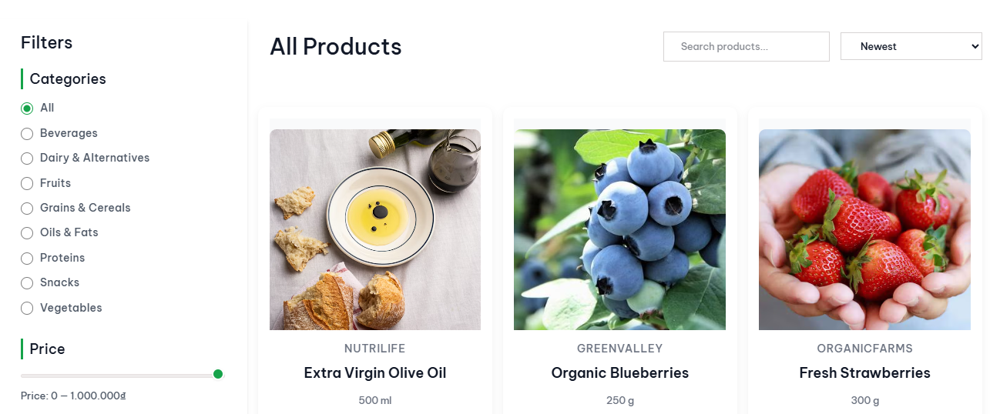 Filters
Categories
All
Beverages
Dairy & Alternatives
Fruits
Grains & Cereals
Oils & Fats
Proteins
Snacks
Vegetables
Price
Price: 0 — 1.000.000₫
All Products
Search products...
Newest
NUTRILIFE
Extra Virgin Olive Oil
500 ml
GREENVALLEY
Organic Blueberries
250 g
ORGANICFARMS
Fresh Strawberries
300 g